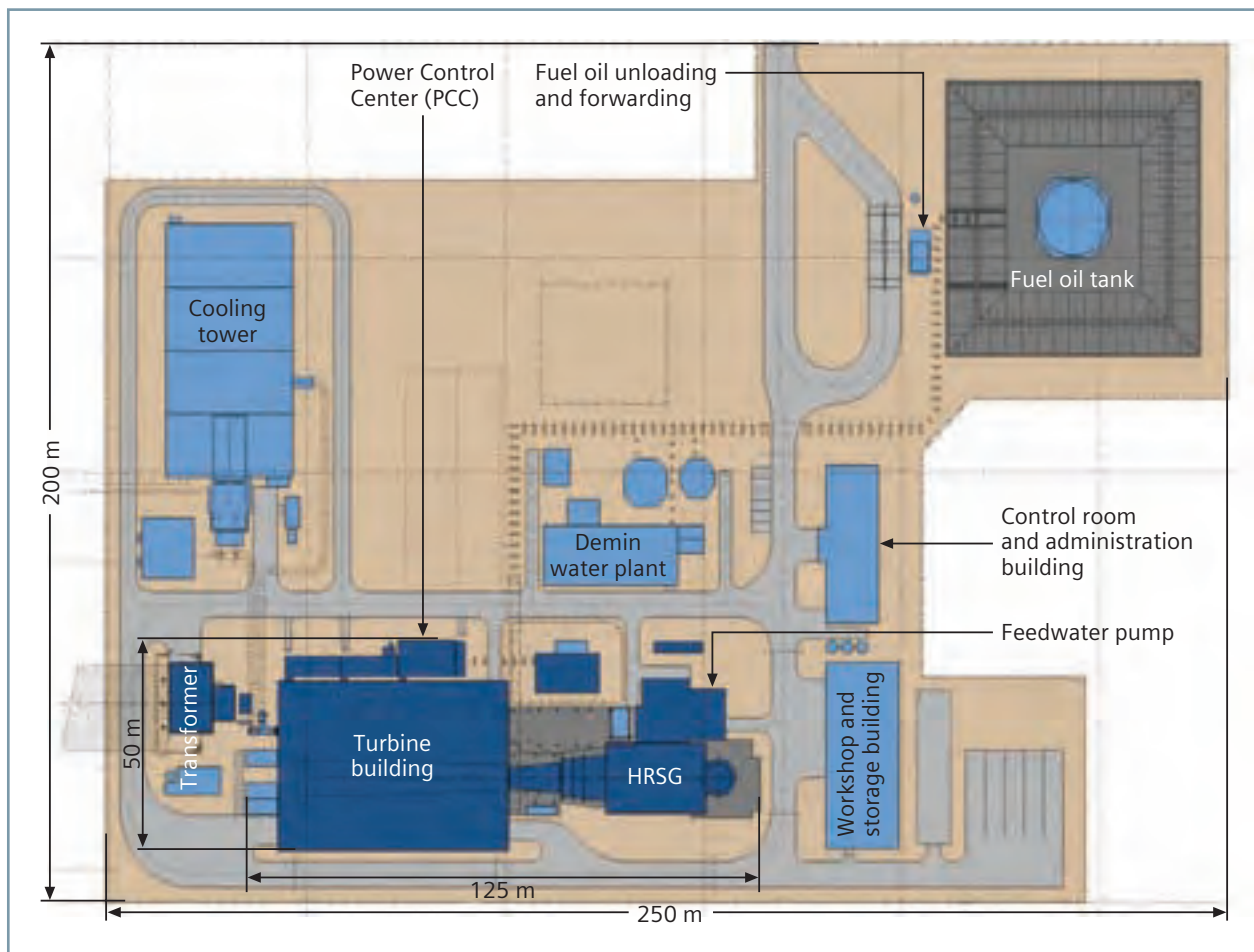 Power Control
Center (PCC)
Fuel oil unloading
and forwarding
Fuel oil tank
Cooling
tower
200 m
Demin
water plant
Control room
and administration
building
Feedwater pump
50 m
Transformer
Turbine
building
HRSG
Workshop and
storage building
125 m
250 m